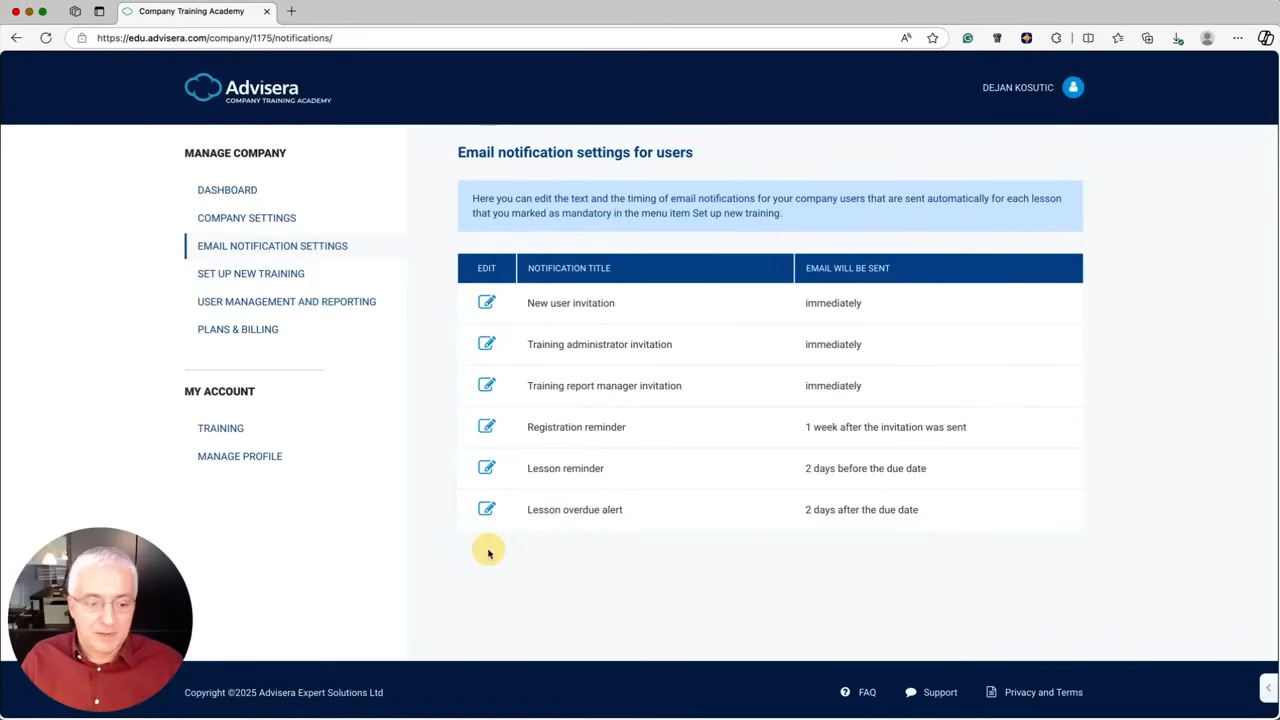 Company Training Academy
https://edu.advisera.com/company/1175/notifications/
Advisera
COMPANY TRAINING ACADEMY
DEJAN KOSUTIC
MANAGE COMPANY
DASHBOARD
COMPANY SETTINGS
EMAIL NOTIFICATION SETTINGS
SET UP NEW TRAINING
USER MANAGEMENT AND REPORTING
PLANS & BILLING
MY ACCOUNT
TRAINING
MANAGE PROFILE
Email notification settings for users
Here you can edit the text and the timing of email notifications for your company users that are sent automatically for each lesson
that you marked as mandatory in the menu item Set up new training.
EDIT NOTIFICATION TITLE EMAIL WILL BE SENT
New user invitation immediately
Training administrator invitation immediately
Training report manager invitation immediately
Registration reminder 1 week after the invitation was sent
Lesson reminder 2 days before the due date
Lesson overdue alert 2 days after the due date
Copyright ©2025 Advisera Expert Solutions Ltd
FAQ Support Privacy and Terms